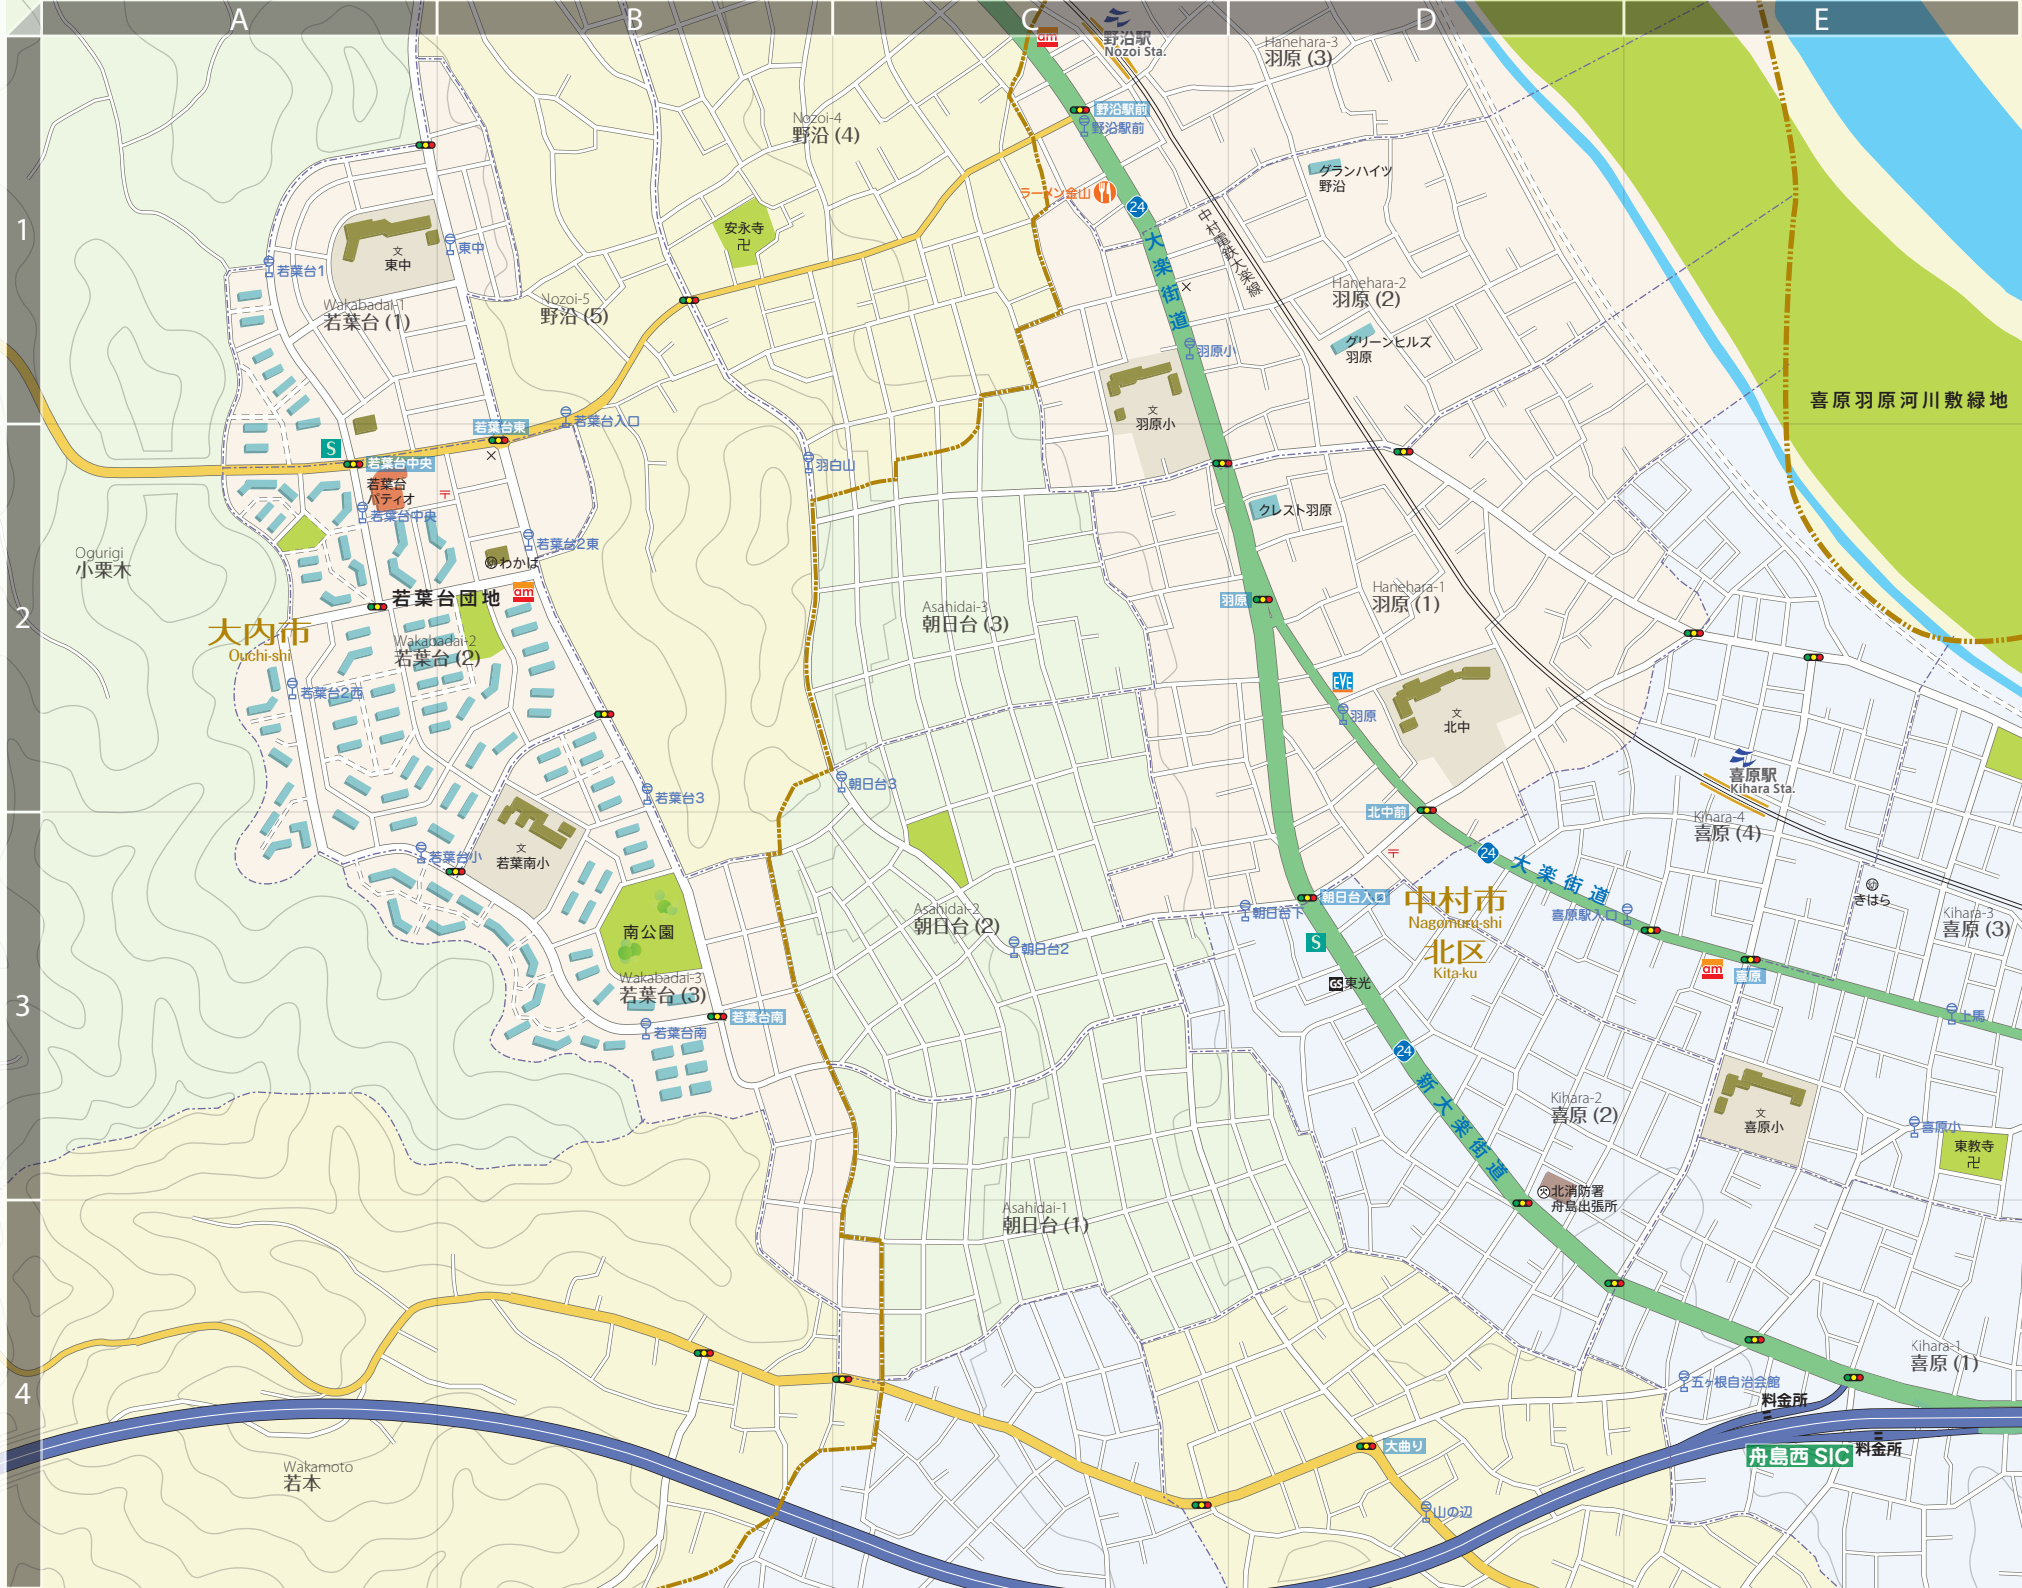 A
B
C
D
E
1
2
3
4
am
野沼駅
Nozoi Sta.
Hanehara-3
羽原 (3)
野沼駅前
野沼駅前
Nozoi-4
野沼 (4)
グランハイツ
野沼
ラーメン金山
24
大楽街道
中村電鉄大楽線
安永寺
卍
文
東中
東中
若葉台1
Wakabadai-1
若葉台 (1)
Nozoi-5
野沼 (5)
Hanehara-2
羽原 (2)
グリーンヒルズ
羽原
羽原小
文
羽原小
喜原羽原河川敷緑地
若葉台東
若葉台入口
S
若葉台中央
若葉台
パティオ
〒
若葉台中央
羽白山
クレスト羽原
若葉台2東
わかば
Ogurigi
小栗木
am
若葉台団地
大内市
Ouchi-shi
Wakabadai-2
若葉台 (2)
若葉台2西
Asahidai-3
朝日台 (3)
羽原
Hanehara-1
羽原 (1)
EVE
羽原
文
北中
喜原駅
Kihara Sta.
朝日台3
若葉台3
北中前
Kihara-4
喜原 (4)
〒
24
大楽街道
若葉台小
文
若葉南小
南公園
Asahidai-2
朝日台 (2)
朝日台2
朝日台下
朝日台入口
中村市
Nagomuru-shi
北区
Kita-ku
喜原駅入口
きはら
Kihara-3
喜原 (3)
S
GS
東光
am
喜原
上馬
Wakabadai-3
若葉台 (3)
若葉台南
若葉台南
24
新大楽街道
Kihara-2
喜原 (2)
文
喜原小
喜原小
東教寺
卍
北消防署
舟島出張所
Asahidai-1
朝日台 (1)
Kihara-1
喜原 (1)
五ヶ根自治会館
料金所
舟島西 SIC
料金所
大曲り
山の辺
Wakamoto
若本